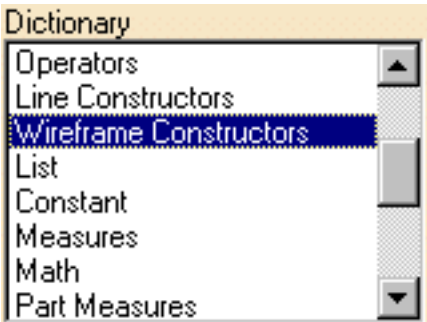 Dictionary
Operators
Line Constructors
Wireframe Constructors
List
Constant
Measures
Math
Part Measures